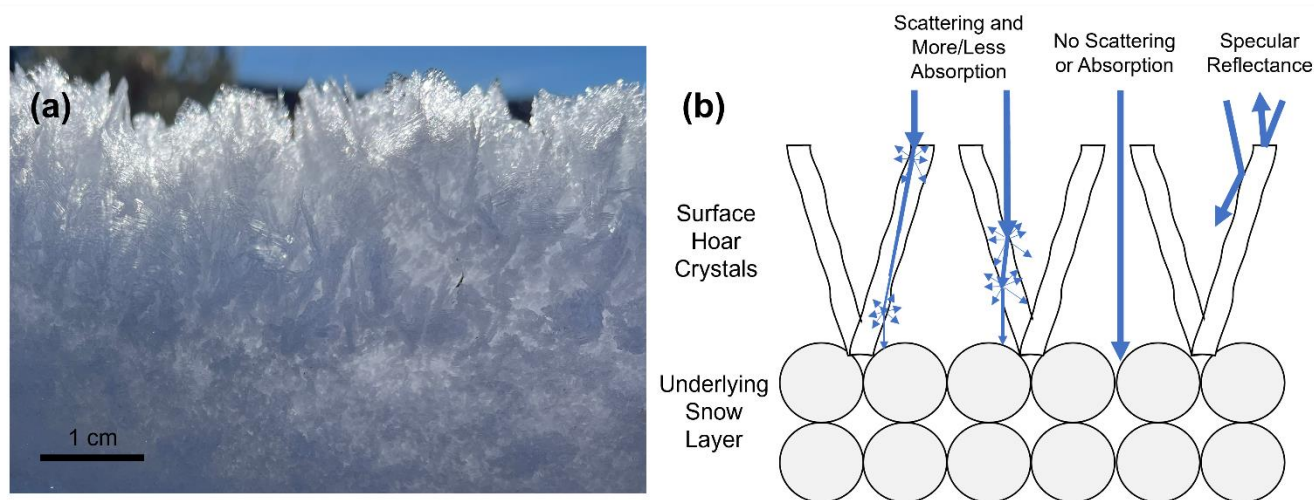 (a)
1 cm
(b)
Scattering and
More/Less
Absorption
No Scattering
or Absorption
Specular
Reflectance
Surface
Hoar
Crystals
Underlying
Snow
Layer